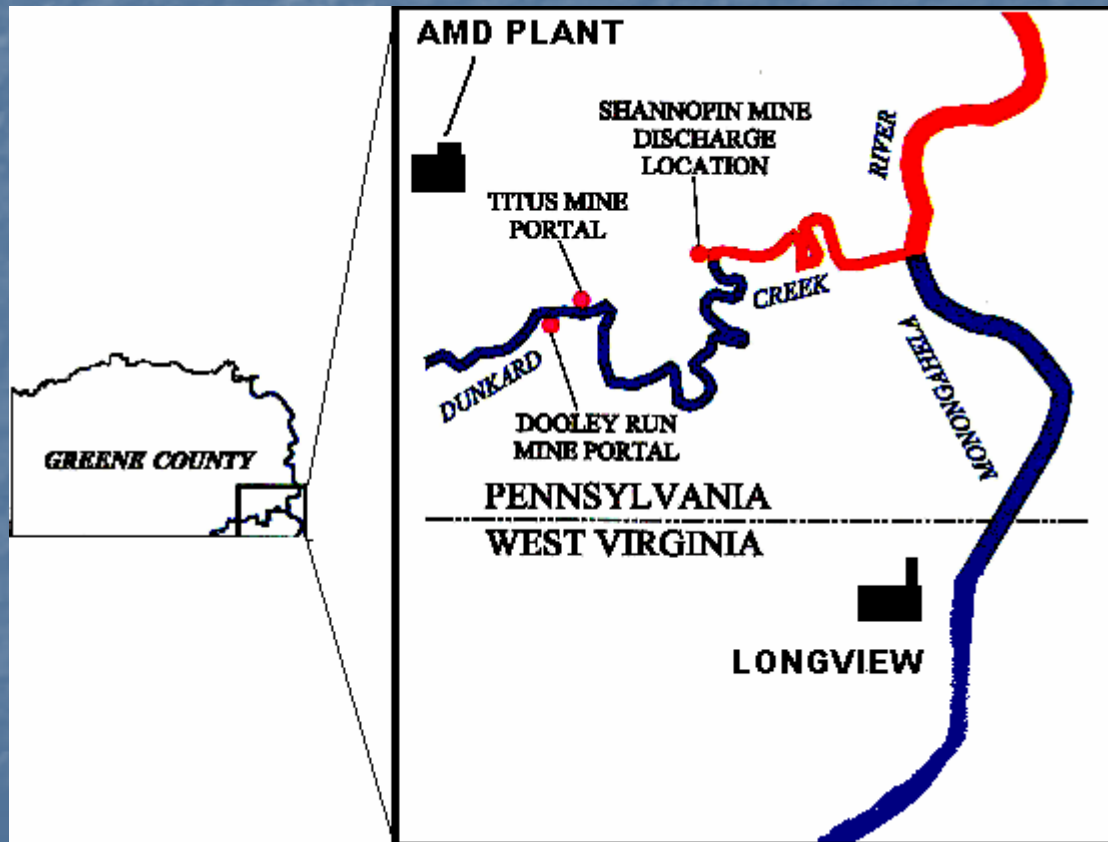 AMD PLANT
SHANNOPIN MINE
DISCHARGE
LOCATION
RIVER
TITUS MINE
PORTAL
CREEK
DUNKARD
MONONGAHELA
DOOLEY RUN
MINE PORTAL
GREENE COUNTY
PENNSYLVANIA
WEST VIRGINIA
LONGVIEW